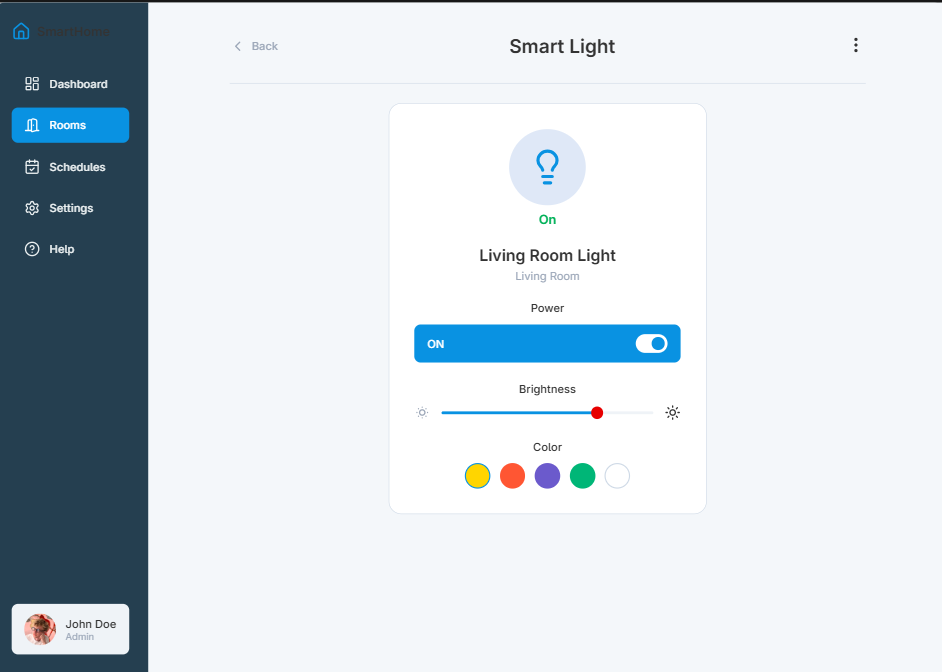 SmartHome
Dashboard
Rooms
Schedules
Settings
Help
John Doe
Admin
Back
Smart Light
On
Living Room Light
Living Room
Power
ON
Brightness
Color